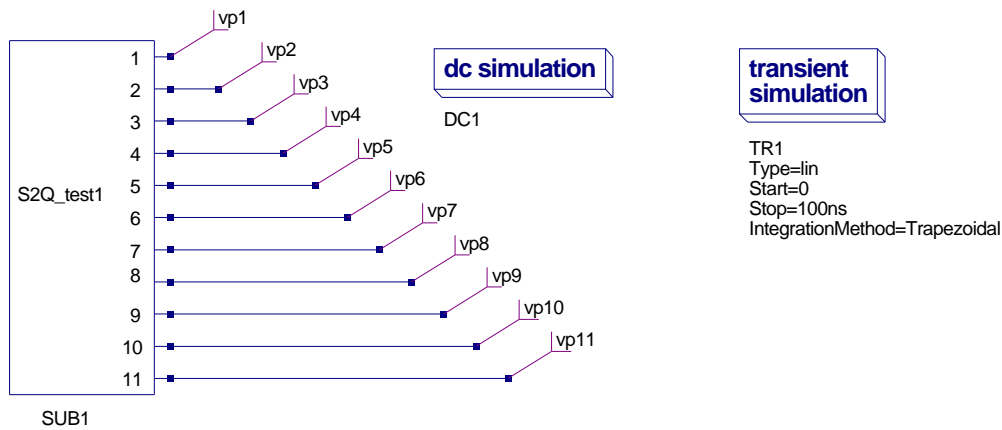 vp1
1
vp2
2
vp3
3
vp4
4
vp5
5
S2Q_test1
vp6
6
vp7
7
vp8
8
vp9
9
vp10
10
vp11
11
SUB1
dc simulation
DC1
transient
simulation
TR1
Type=lin
Start=0
Stop=100ns
IntegrationMethod=Trapezoidal